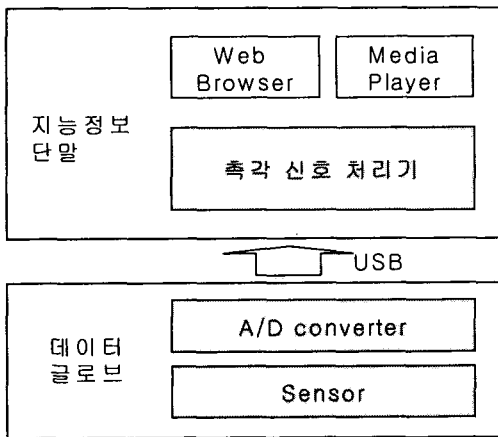 Web
Browser
Media
Player
지능정보
단말
촉각 신호 처리기
USB
데이터
글로브
A/D converter
Sensor